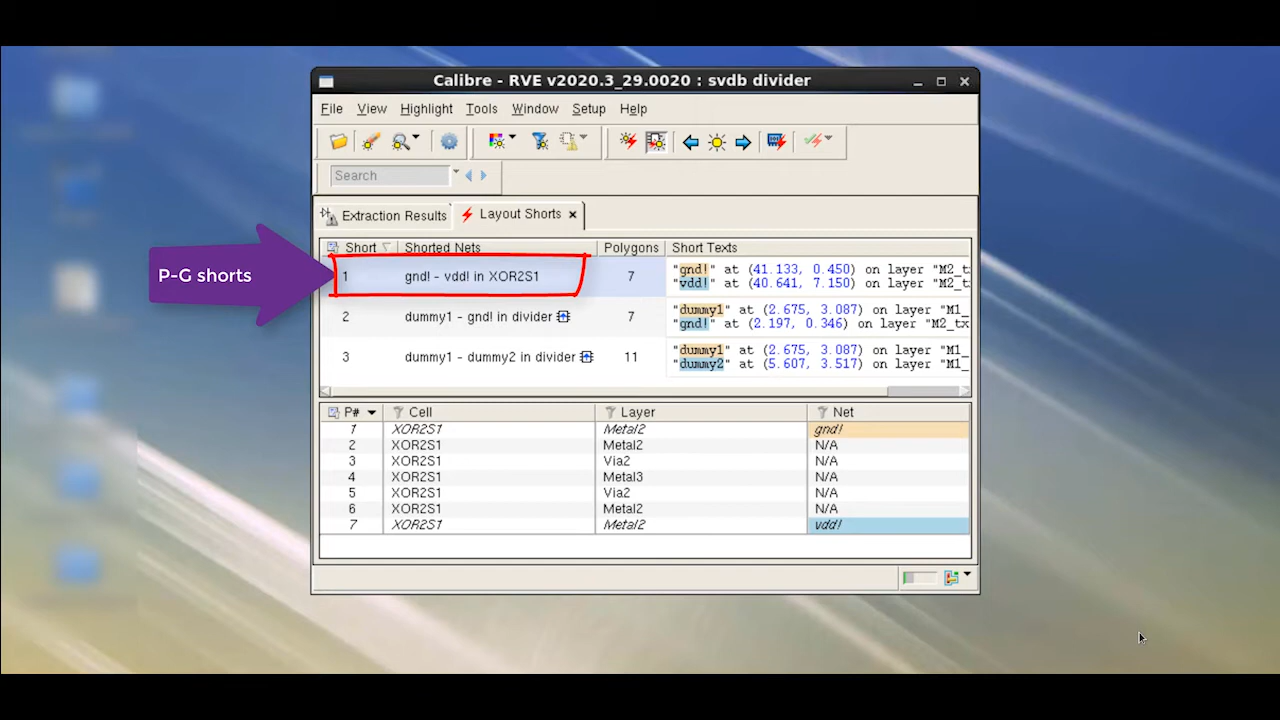 Calibre - RVE v2020.3_29.0020 : svdb divider
File View Highlight Tools Window Setup Help
Search
Extraction Results Layout Shorts
Short Shorted Nets Polygons Short Texts
P-G shorts
1 gnd! - vdd! in XOR2S1 7 "gnd!" at (41.133, 0.450) on layer "M2_t
"vdd!" at (40.641, 7.150) on layer "M2_t
2 dummy1 - gnd! in divider 7 "dummy1" at (2.675, 3.087) on layer "M1_
"gnd!" at (2.197, 0.346) on layer "M2_tx
3 dummy1 - dummy2 in divider 11 "dummy1" at (2.675, 3.087) on layer "M1_
"dummy2" at (5.607, 3.517) on layer "M1_
P# Cell Layer Net
1 XOR2S1 Metal2 gnd!
2 XOR2S1 Metal2 N/A
3 XOR2S1 Via2 N/A
4 XOR2S1 Metal3 N/A
5 XOR2S1 Via2 N/A
6 XOR2S1 Metal2 N/A
7 XOR2S1 Metal2 vdd!